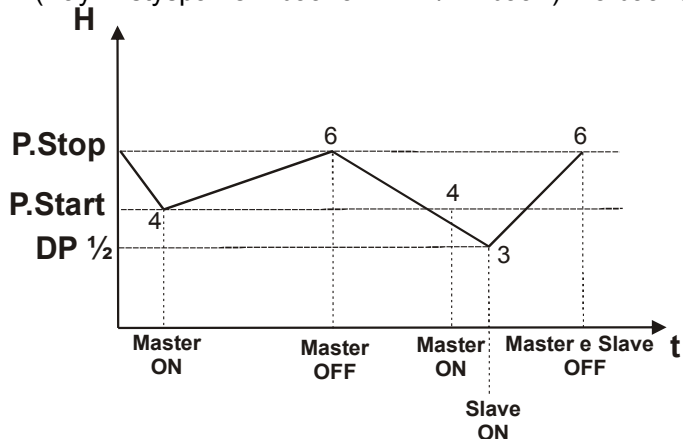 H
P.Stop
P.Start
DP ½
6
6
4
4
3
Master
ON
Master
OFF
Master
ON
Master e Slave
OFF
t
Slave
ON